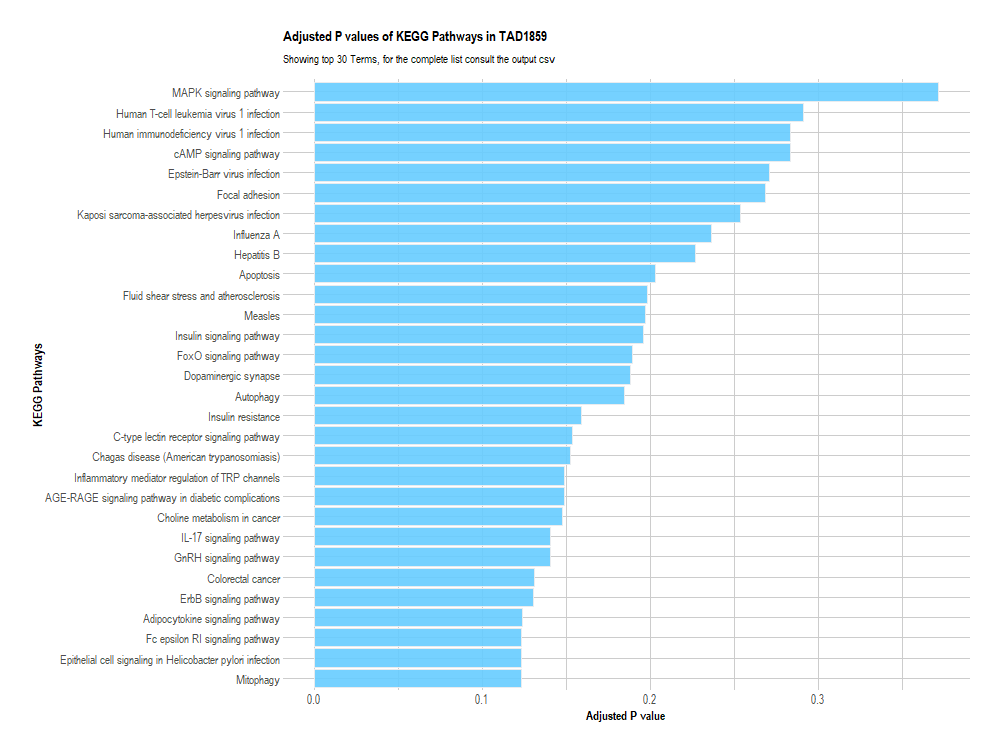 Adjusted P values of KEGG Pathways in TAD1859
Showing top 30 Terms, for the complete list consult the output csv
MAPK signaling pathway
Human T-cell leukemia virus 1 infection
Human immunodeficiency virus 1 infection
cAMP signaling pathway
Epstein-Barr virus infection
Focal adhesion
Kaposi sarcoma-associated herpesvirus infection
Influenza A
Hepatitis B
Apoptosis
Fluid shear stress and atherosclerosis
Measles
Insulin signaling pathway
FoxO signaling pathway
Dopaminergic synapse
Autophagy
Insulin resistance
C-type lectin receptor signaling pathway
Chagas disease (American trypanosomiasis)
Inflammatory mediator regulation of TRP channels
AGE-RAGE signaling pathway in diabetic complications
Choline metabolism in cancer
IL-17 signaling pathway
GnRH signaling pathway
Colorectal cancer
ErbB signaling pathway
Adipocytokine signaling pathway
Fc epsilon RI signaling pathway
Epithelial cell signaling in Helicobacter pylori infection
Mitophagy
KEGG Pathways
0.0 0.1 0.2 0.3
Adjusted P value